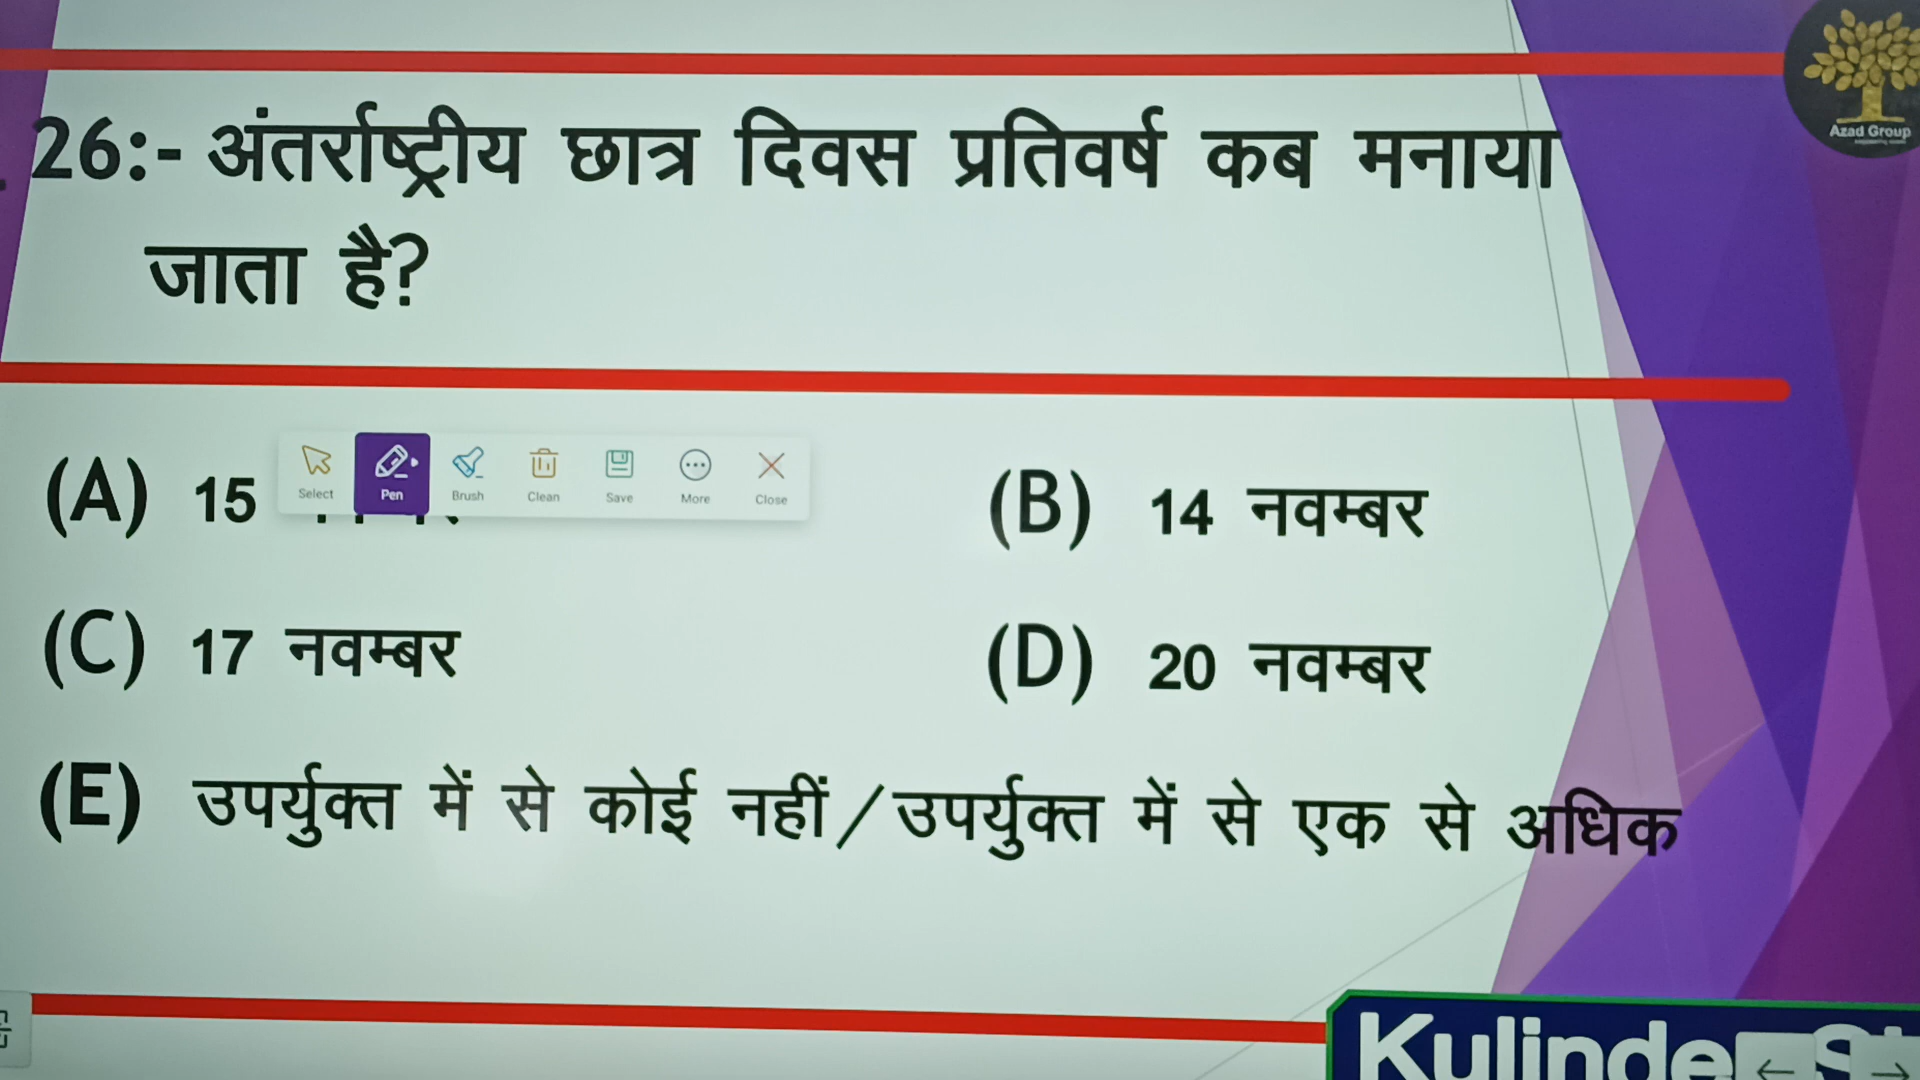 26:- अंतर्राष्ट्रीय छात्र दिवस प्रतिवर्ष कब मनाया
जाता है?
Azad Group
(A) 15
Select Pen Brush Clean Save More Close
(B) 14 नवम्बर
(C) 17 नवम्बर
(D) 20 नवम्बर
(E) उपर्युक्त में से कोई नहीं/उपर्युक्त में से एक से अधिक